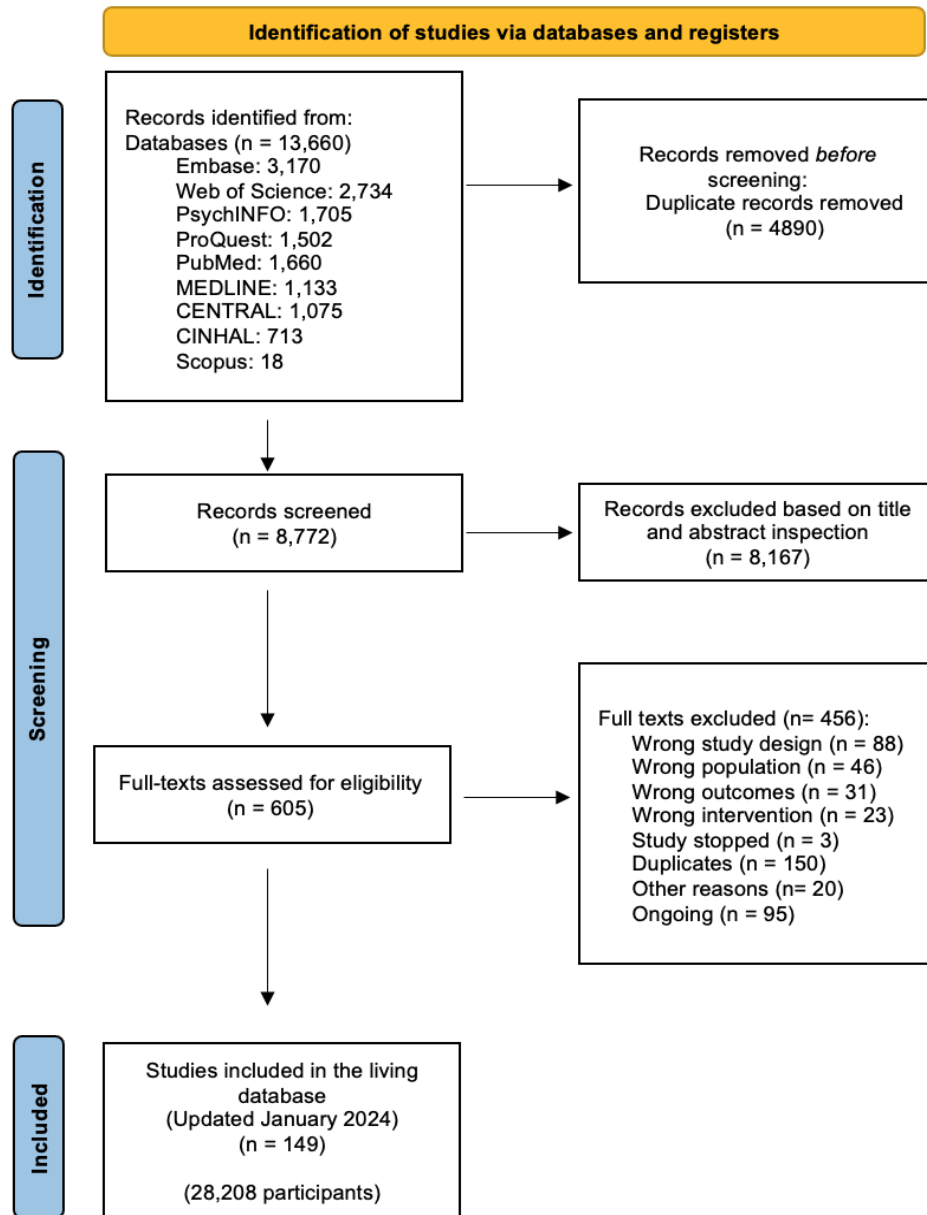 Identification of studies via databases and registers
Identification
Records identified from:
Databases (n = 13,660)
Embase: 3,170
Web of Science: 2,734
PsychINFO: 1,705
ProQuest: 1,502
PubMed: 1,660
MEDLINE: 1,133
CENTRAL: 1,075
CINHAL: 713
Scopus: 18
Records removed before
screening:
Duplicate records removed
(n = 4890)
Screening
Records screened
(n = 8,772)
Records excluded based on title
and abstract inspection
(n = 8,167)
Full-texts assessed for eligibility
(n = 605)
Full texts excluded (n= 456):
Wrong study design (n = 88)
Wrong population (n = 46)
Wrong outcomes (n = 31)
Wrong intervention (n = 23)
Study stopped (n = 3)
Duplicates (n = 150)
Other reasons (n= 20)
Ongoing (n = 95)
Included
Studies included in the living
database
(Updated January 2024)
(n = 149)
(28,208 participants)